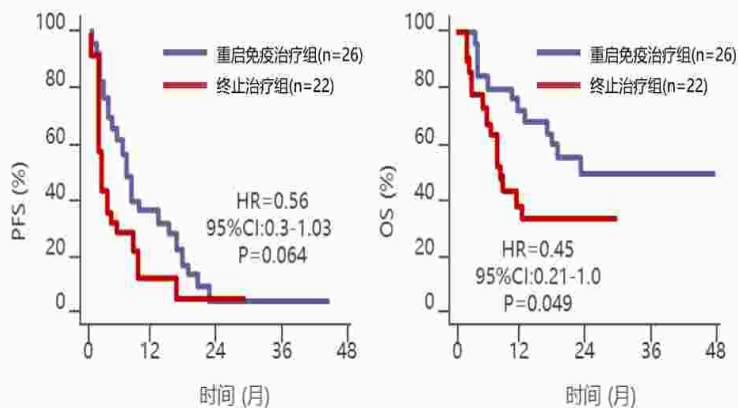 100
80
60
40
20
0
PFS (%)
重启免疫治疗组(n=26)
终止治疗组(n=22)
HR=0.56
95%CI:0.3-1.03
P=0.064
0 12 24 36 48
时间 (月)
100
80
60
40
20
0
OS (%)
重启免疫治疗组(n=26)
终止治疗组(n=22)
HR=0.45
95%CI:0.21-1.0
P=0.049
0 12 24 36 48
时间 (月)